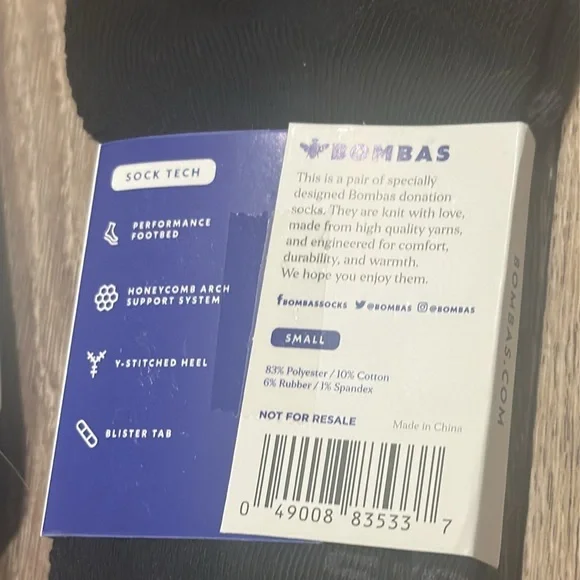 SOCK TECH
PERFORMANCE
FOOTBED
HONEYCOMB ARCH
SUPPORT SYSTEM
Y-STITCHED HEEL
BLISTER TAB
BOMBAS
This is a pair of specially
designed Bombas donation
socks. They are knit with love,
made from high quality yarns,
and engineered for comfort,
durability, and warmth.
We hope you enjoy them.
BOMBASSOCKS @BOMBAS @BOMBAS
SMALL
83% Polyester / 10% Cotton
6% Rubber / 1% Spandex
NOT FOR RESALE
Made in China
0 49008 83533 7
BOMBAS.COM